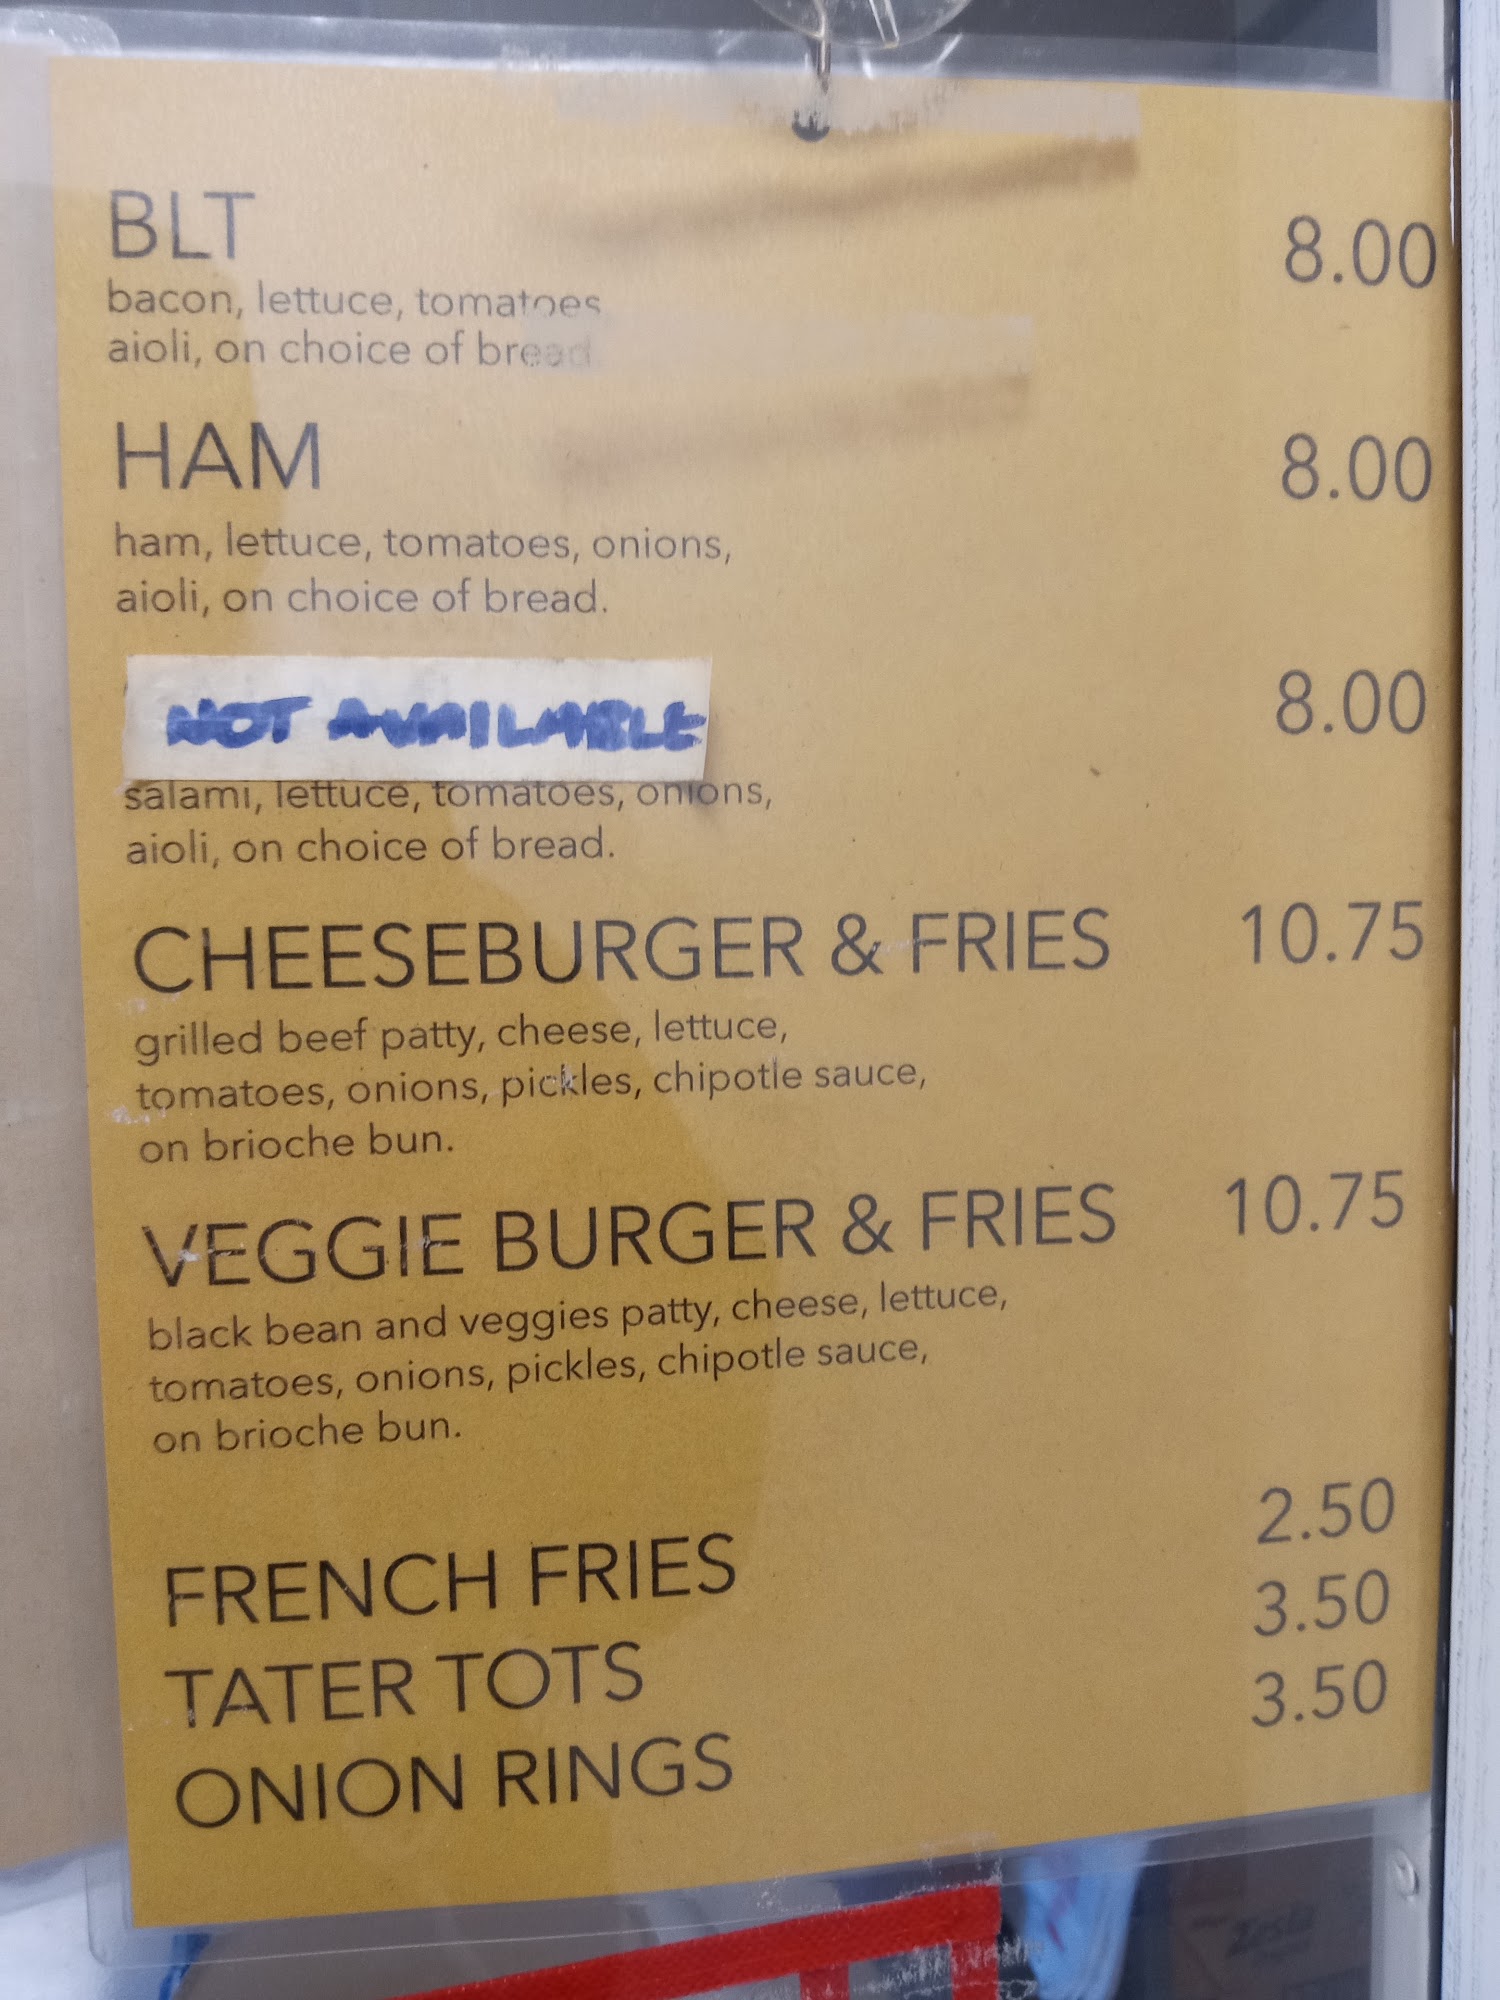 BLT 8.00
bacon, lettuce, tomatoes
aioli, on choice of bread.
HAM 8.00
ham, lettuce, tomatoes, onions,
aioli, on choice of bread.
NOT AVAILABLE 8.00
salami, lettuce, tomatoes, onions,
aioli, on choice of bread.
CHEESEBURGER & FRIES 10.75
grilled beef patty, cheese, lettuce,
tomatoes, onions, pickles, chipotle sauce,
on brioche bun.
VEGGIE BURGER & FRIES 10.75
black bean and veggies patty, cheese, lettuce,
tomatoes, onions, pickles, chipotle sauce,
on brioche bun.
FRENCH FRIES 2.50
TATER TOTS 3.50
ONION RINGS 3.50